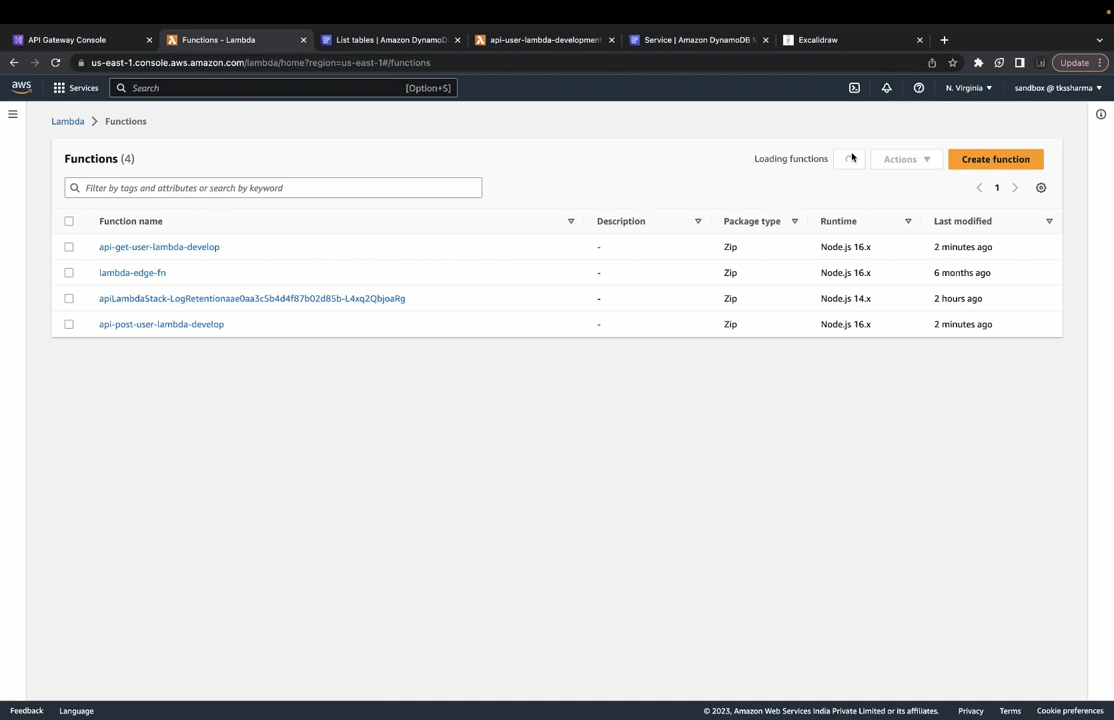 API Gateway Console
Functions - Lambda
List tables | Amazon DynamoD
api-user-lambda-development
Service | Amazon DynamoDB M
Excalidraw
us-east-1.console.aws.amazon.com/lambda/home?region=us-east-1#/functions
Update
aws
Services
Search
[Option+S]
N. Virginia
sandbox @ tkssharma
Lambda
Functions
Functions (4)
Loading functions
Actions
Create function
Filter by tags and attributes or search by keyword
1
Function name
Description
Package type
Runtime
Last modified
api-get-user-lambda-develop
-
Zip
Node.js 16.x
2 minutes ago
lambda-edge-fn
-
Zip
Node.js 16.x
6 months ago
apiLambdaStack-LogRetentionaae0aa3c5b4d4f87b02d85b-L4xq2QbjoaRg
-
Zip
Node.js 14.x
2 hours ago
api-post-user-lambda-develop
-
Zip
Node.js 16.x
2 minutes ago
Feedback
Language
© 2023, Amazon Web Services India Private Limited or its affiliates.
Privacy
Terms
Cookie preferences